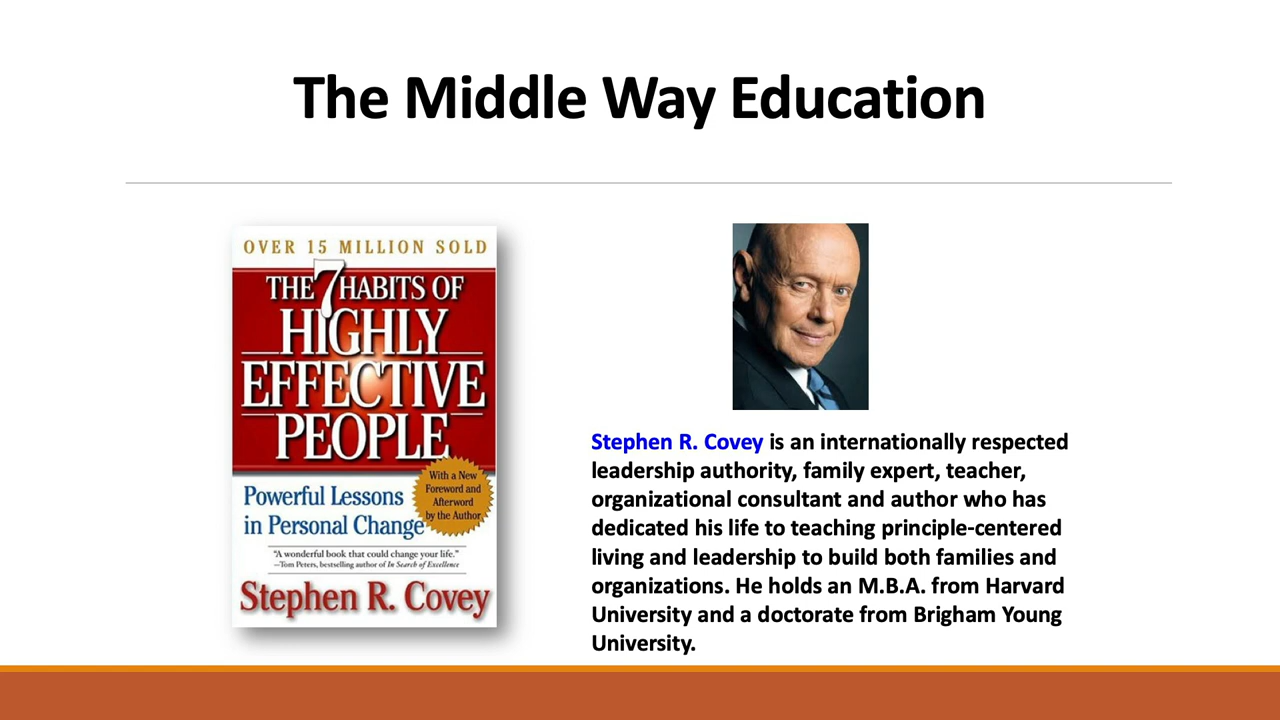 The Middle Way Education
OVER 15 MILLION SOLD
THE 7 HABITS OF
HIGHLY
EFFECTIVE
PEOPLE
With a New
Foreword and
Afterword
by the Author
Powerful Lessons
in Personal Change
"A wonderful book that could change your life."
—Tom Peters, bestselling author of In Search of Excellence
Stephen R. Covey
Stephen R. Covey is an internationally respected
leadership authority, family expert, teacher,
organizational consultant and author who has
dedicated his life to teaching principle-centered
living and leadership to build both families and
organizations. He holds an M.B.A. from Harvard
University and a doctorate from Brigham Young
University.